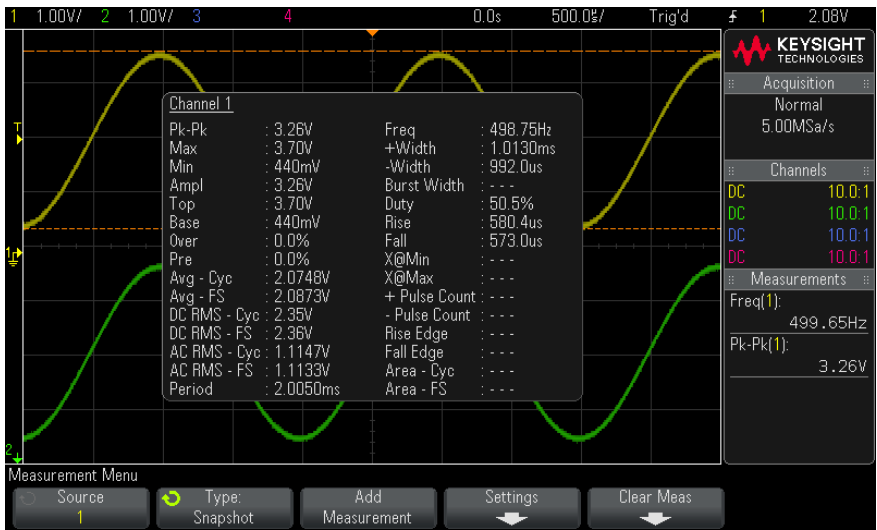 1 1.00V/ 2 1.00V/ 3 4 0.0s 500.0µ/ Trig'd 1 2.08V
KEYSIGHT
TECHNOLOGIES
Acquisition
Normal
5.00MSa/s
Channels
DC 10.0:1
DC 10.0:1
DC 10.0:1
DC 10.0:1
Measurements
Freq(1):
499.65Hz
Pk-Pk(1):
3.26V
T
1
2
Channel 1
Pk-Pk : 3.26V
Max : 3.70V
Min : 440mV
Ampl : 3.26V
Top : 3.70V
Base : 440mV
Over : 0.0%
Pre : 0.0%
Avg - Cyc : 2.0748V
Avg - FS : 2.0873V
DC RMS - Cyc : 2.35V
DC RMS - FS : 2.36V
AC RMS - Cyc : 1.1147V
AC RMS - FS : 1.1133V
Period : 2.0050ms
Freq : 498.75Hz
+Width : 1.0130ms
-Width : 992.0us
Burst Width : - - -
Duty : 50.5%
Rise : 580.4us
Fall : 573.0us
X@Min : - - -
X@Max : - - -
+ Pulse Count : - - -
- Pulse Count : - - -
Rise Edge : - - -
Fall Edge : - - -
Area - Cyc : - - -
Area - FS : - - -
Measurement Menu
Source
1
Type:
Snapshot
Add
Measurement
Settings
Clear Meas